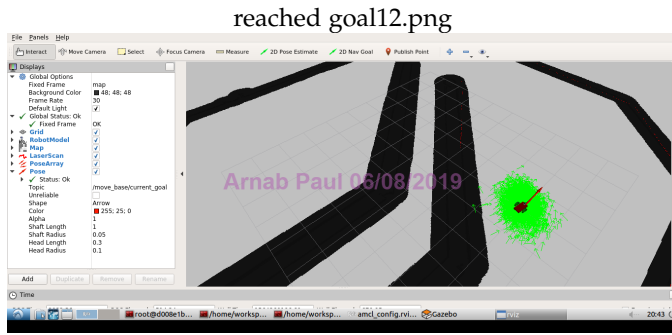 reached goal12.png
File Panels Help
Interact Move Camera Select Focus Camera Measure 2D Pose Estimate 2D Nav Goal Publish Point
Displays
Global Options
Fixed Frame map
Background Color 48; 48; 48
Frame Rate 30
Default Light
Global Status: Ok
Fixed Frame OK
Grid
RobotModel
Map
LaserScan
PoseArray
Pose
Status: Ok
Topic /move_base/current_goal
Unreliable
Shape Arrow
Color 255; 25; 0
Alpha 1
Shaft Length 1
Shaft Radius 0.05
Head Length 0.3
Head Radius 0.1
Arnab Paul 06/08/2019
Add Duplicate Remove Rename
Time
root@d008e1b... /home/worksp... /home/worksp... amcl_config.rvi... Gazebo rviz 20:43